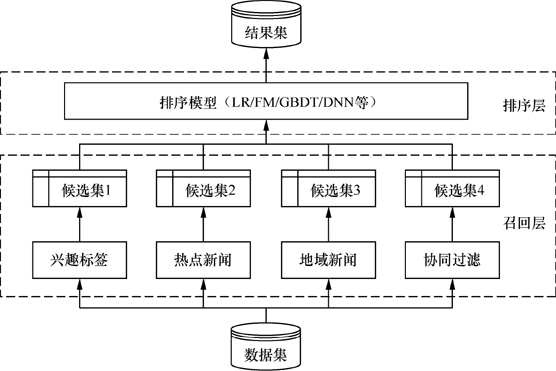 结果集
排序模型（LR/FM/GBDT/DNN等）
排序层
候选集1
候选集2
候选集3
候选集4
召回层
兴趣标签
热点新闻
地域新闻
协同过滤
数据集